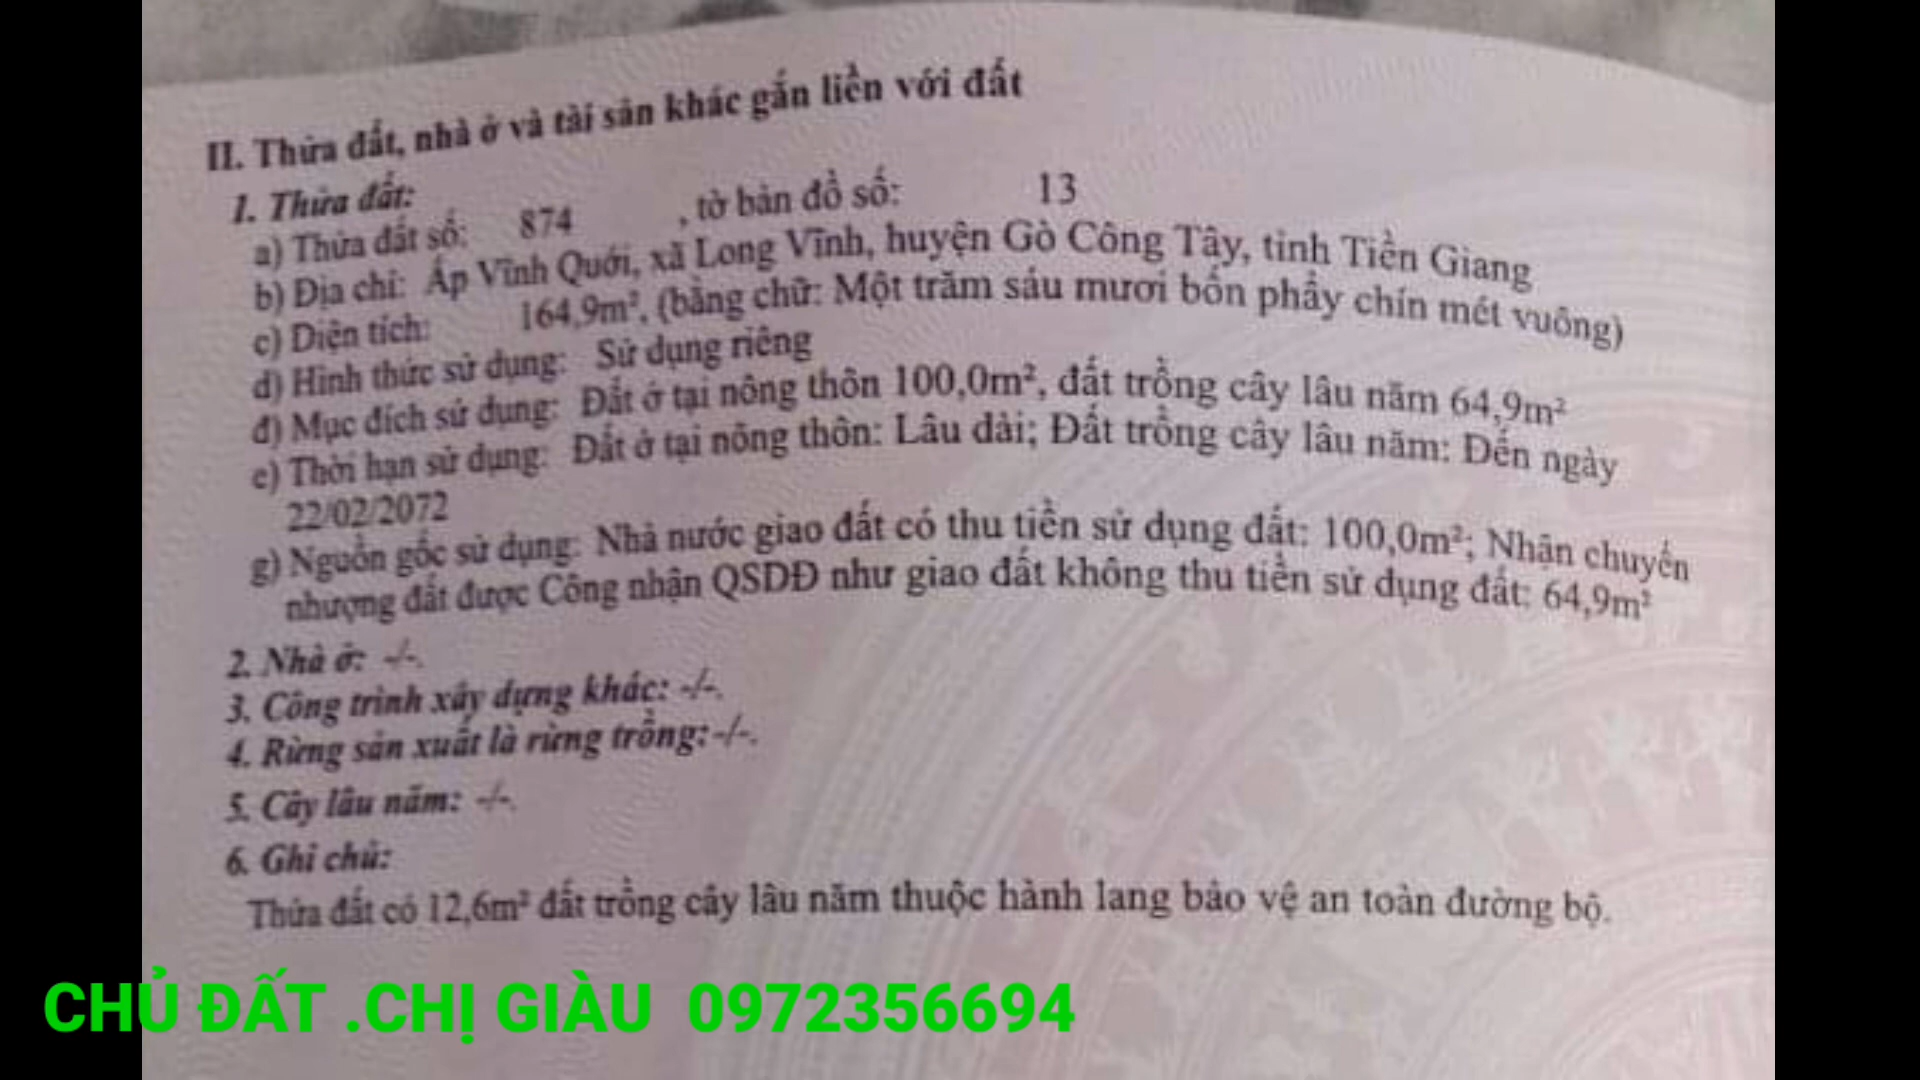 II. Thửa đất, nhà ở và tài sản khác gắn liền với đất
1. Thửa đất:
a) Thửa đất số: 874 , tờ bản đồ số: 13
b) Địa chỉ: Ấp Vĩnh Quới, xã Long Vĩnh, huyện Gò Công Tây, tỉnh Tiền Giang
c) Diện tích: 164,9m², (bằng chữ: Một trăm sáu mươi bốn phẩy chín mét vuông)
d) Hình thức sử dụng: Sử dụng riêng
đ) Mục đích sử dụng: Đất ở tại nông thôn 100,0m², đất trồng cây lâu năm 64,9m²
e) Thời hạn sử dụng: Đất ở tại nông thôn: Lâu dài; Đất trồng cây lâu năm: Đến ngày
22/02/2072
g) Nguồn gốc sử dụng: Nhà nước giao đất có thu tiền sử dụng đất: 100,0m²; Nhận chuyển
nhượng đất được Công nhận QSDĐ như giao đất không thu tiền sử dụng đất: 64,9m²
2. Nhà ở: -/-.
3. Công trình xây dựng khác: -/-.
4. Rừng sản xuất là rừng trồng:-/-.
5. Cây lâu năm: -/-.
6. Ghi chú:
Thửa đất có 12,6m² đất trồng cây lâu năm thuộc hành lang bảo vệ an toàn đường bộ.
CHỦ ĐẤT .CHỊ GIÀU 0972356694